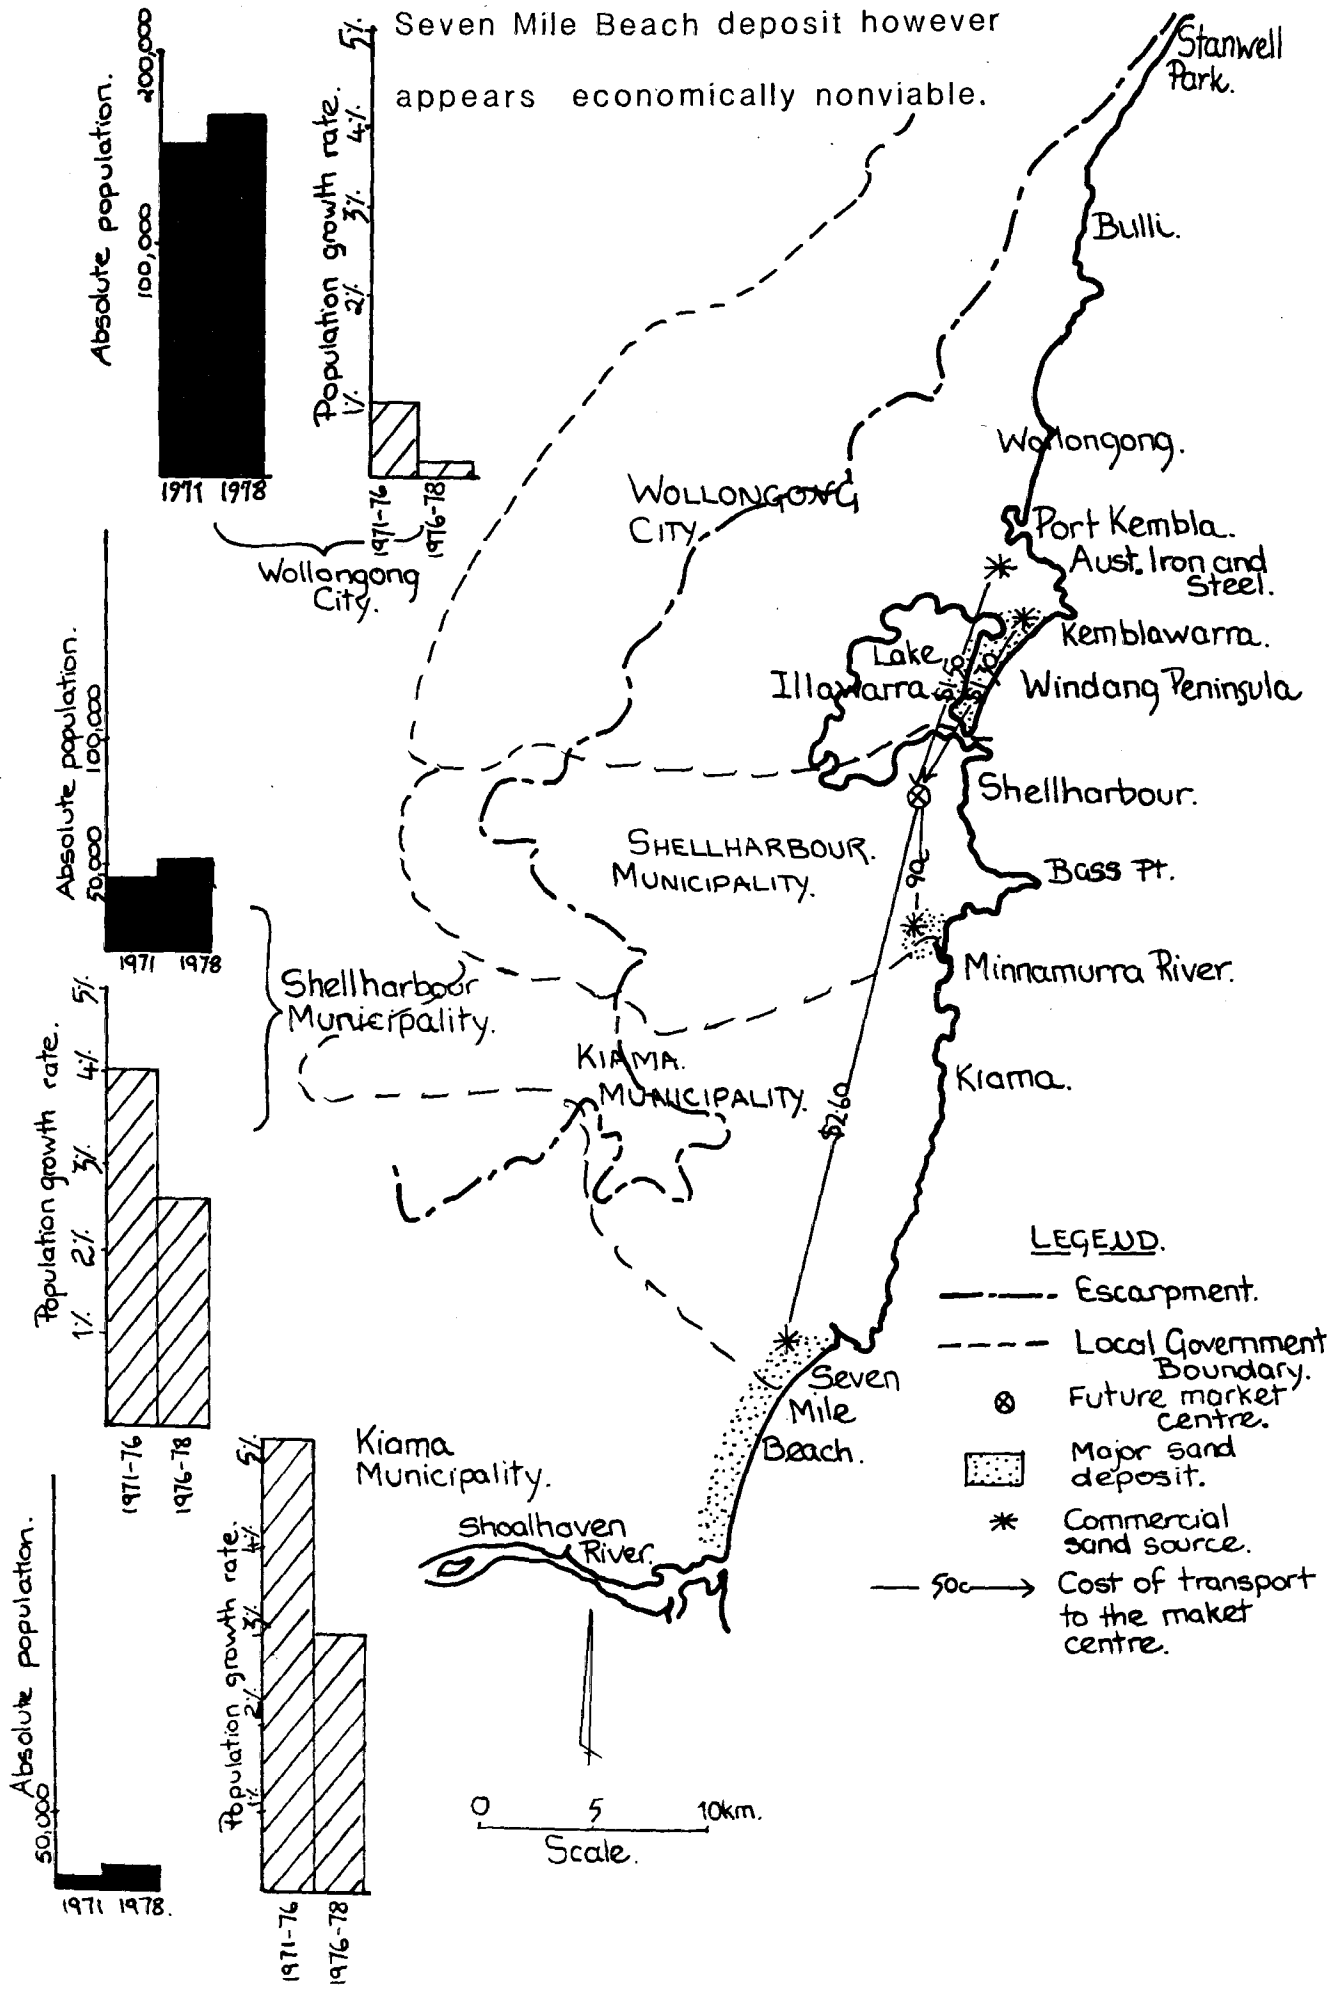 Seven Mile Beach deposit however
appears economically nonviable.
Absolute population.
200,000
100,000
1971 1978
Population growth rate.
5%
4%
3%
2%
1%
1971-76
1976-78
Wollongong
City.
Stanwell
Park.
Bulli.
Wollongong.
WOLLONGONG
CITY
Port Kembla.
Aust. Iron and
Steel.
Kemblawarra.
Lake
Illawarra
Windang Peninsula
$1.50
$1.70
Shellharbour.
SHELLHARBOUR.
MUNICIPALITY.
90c
Bass Pt.
Minnamurra River.
Absolute population.
100,000
50,000
1971 1978
Shellharbour
Municipality.
Population growth rate.
5%
4%
3%
2%
1%
1971-76
1976-78
KIAMA.
MUNICIPALITY.
Kiama.
$2.60
Seven
Mile
Beach.
Kiama
Municipality.
Shoalhaven
River.
Absolute population.
50,000
1971 1978.
Population growth rate.
5%
4%
3%
2%
1%
1971-76
1976-78
0 5 10km.
Scale.
LEGEND.
Escarpment.
Local Government
Boundary.
Future market
centre.
Major sand
deposit.
Commercial
sand source.
50c
Cost of transport
to the maket
centre.